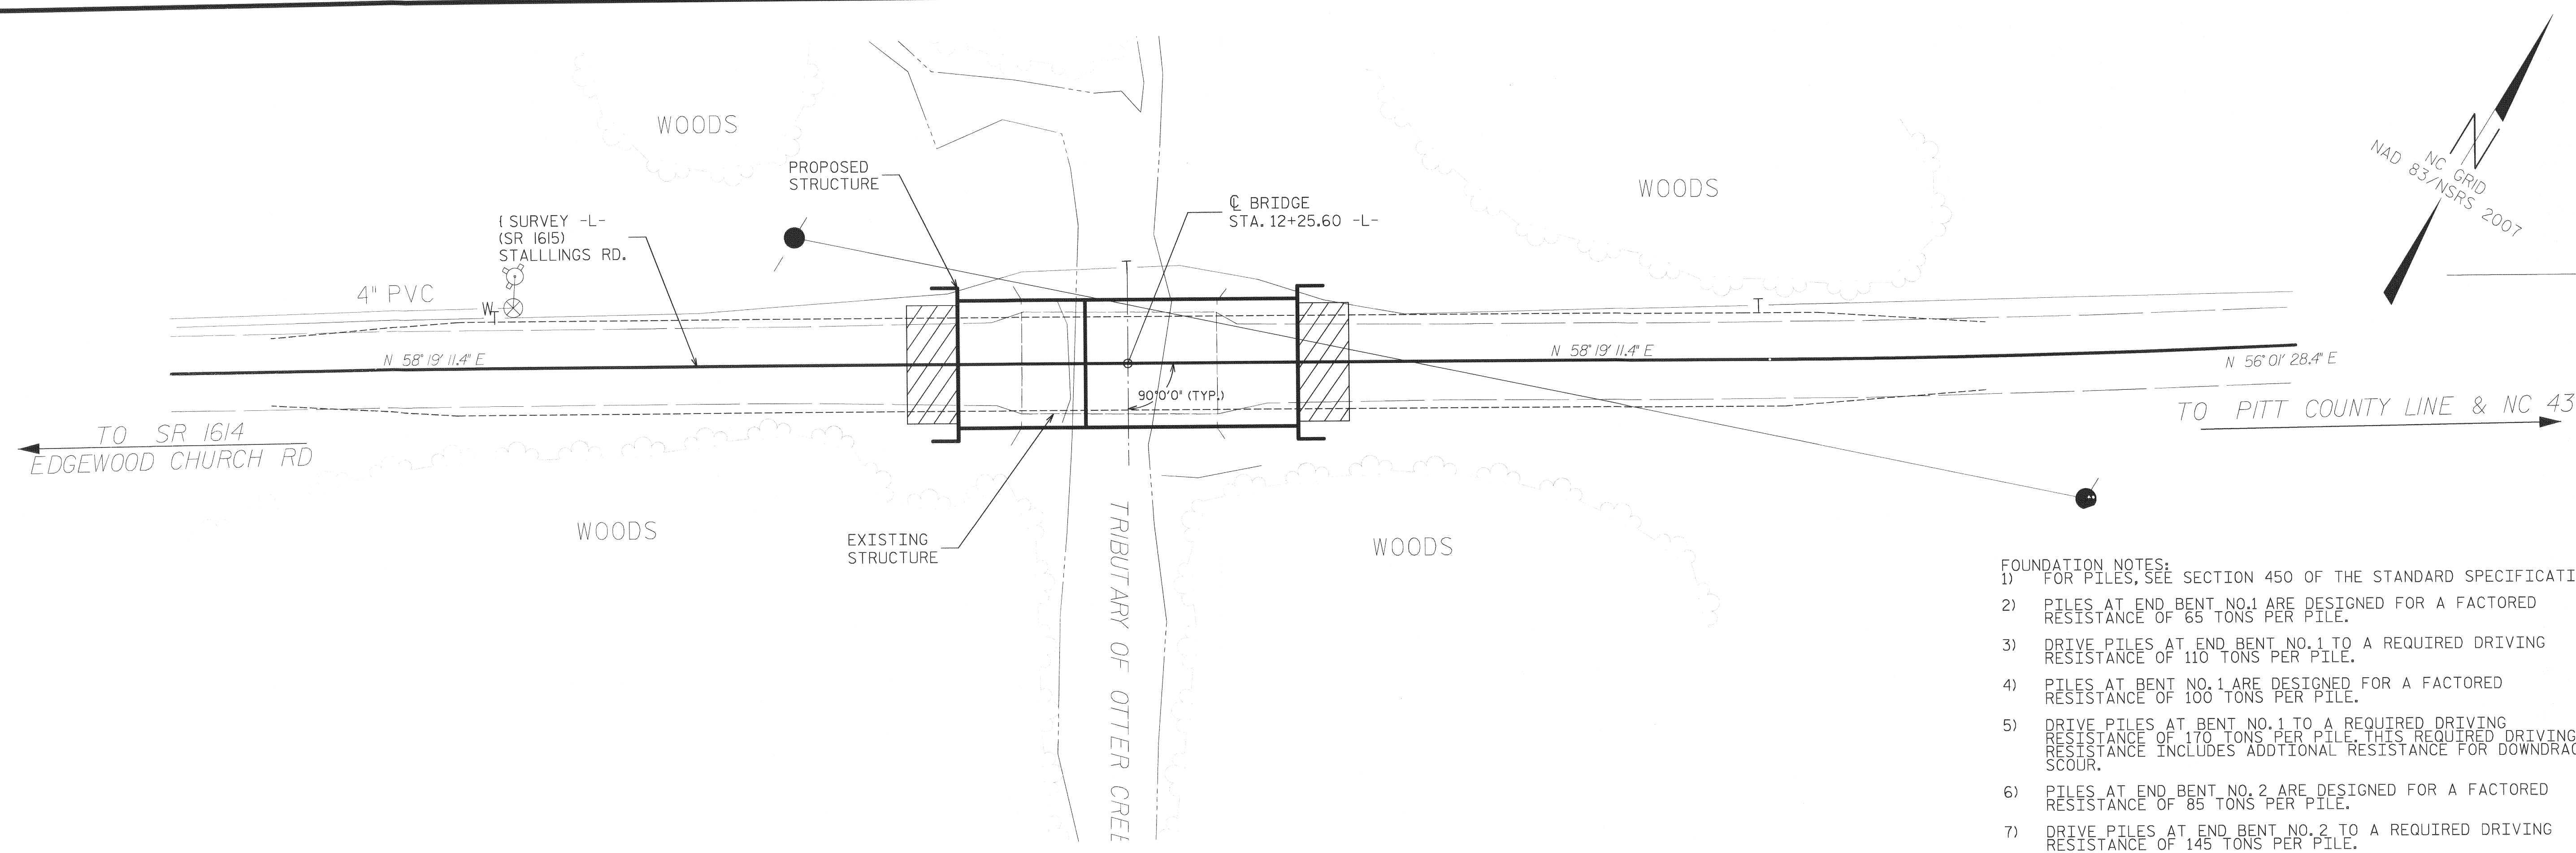 WOODS
PROPOSED
STRUCTURE
WOODS
NC GRID
NAD 83/NSRS 2007
SURVEY -L-
(SR 1615)
STALLLINGS RD.
℄ BRIDGE
STA. 12+25.60 -L-
4" PVC
W
T
T
T
N 58° 19' 11.4" E
N 58° 19' 11.4" E
N 56° 01' 28.4" E
90°0'0" (TYP.)
TO SR 1614
EDGEWOOD CHURCH RD
TO PITT COUNTY LINE & NC 43
WOODS
EXISTING
STRUCTURE
WOODS
TRIBUTARY OF OTTER CREE
FOUNDATION NOTES:
1) FOR PILES, SEE SECTION 450 OF THE STANDARD SPECIFICATI
2) PILES AT END BENT NO.1 ARE DESIGNED FOR A FACTORED
RESISTANCE OF 65 TONS PER PILE.
3) DRIVE PILES AT END BENT NO.1 TO A REQUIRED DRIVING
RESISTANCE OF 110 TONS PER PILE.
4) PILES AT BENT NO.1 ARE DESIGNED FOR A FACTORED
RESISTANCE OF 100 TONS PER PILE.
5) DRIVE PILES AT BENT NO.1 TO A REQUIRED DRIVING
RESISTANCE OF 170 TONS PER PILE. THIS REQUIRED DRIVING
RESISTANCE INCLUDES ADDTIONAL RESISTANCE FOR DOWNDRAG
SCOUR.
6) PILES AT END BENT NO.2 ARE DESIGNED FOR A FACTORED
RESISTANCE OF 85 TONS PER PILE.
7) DRIVE PILES AT END BENT NO.2 TO A REQUIRED DRIVING
RESISTANCE OF 145 TONS PER PILE.